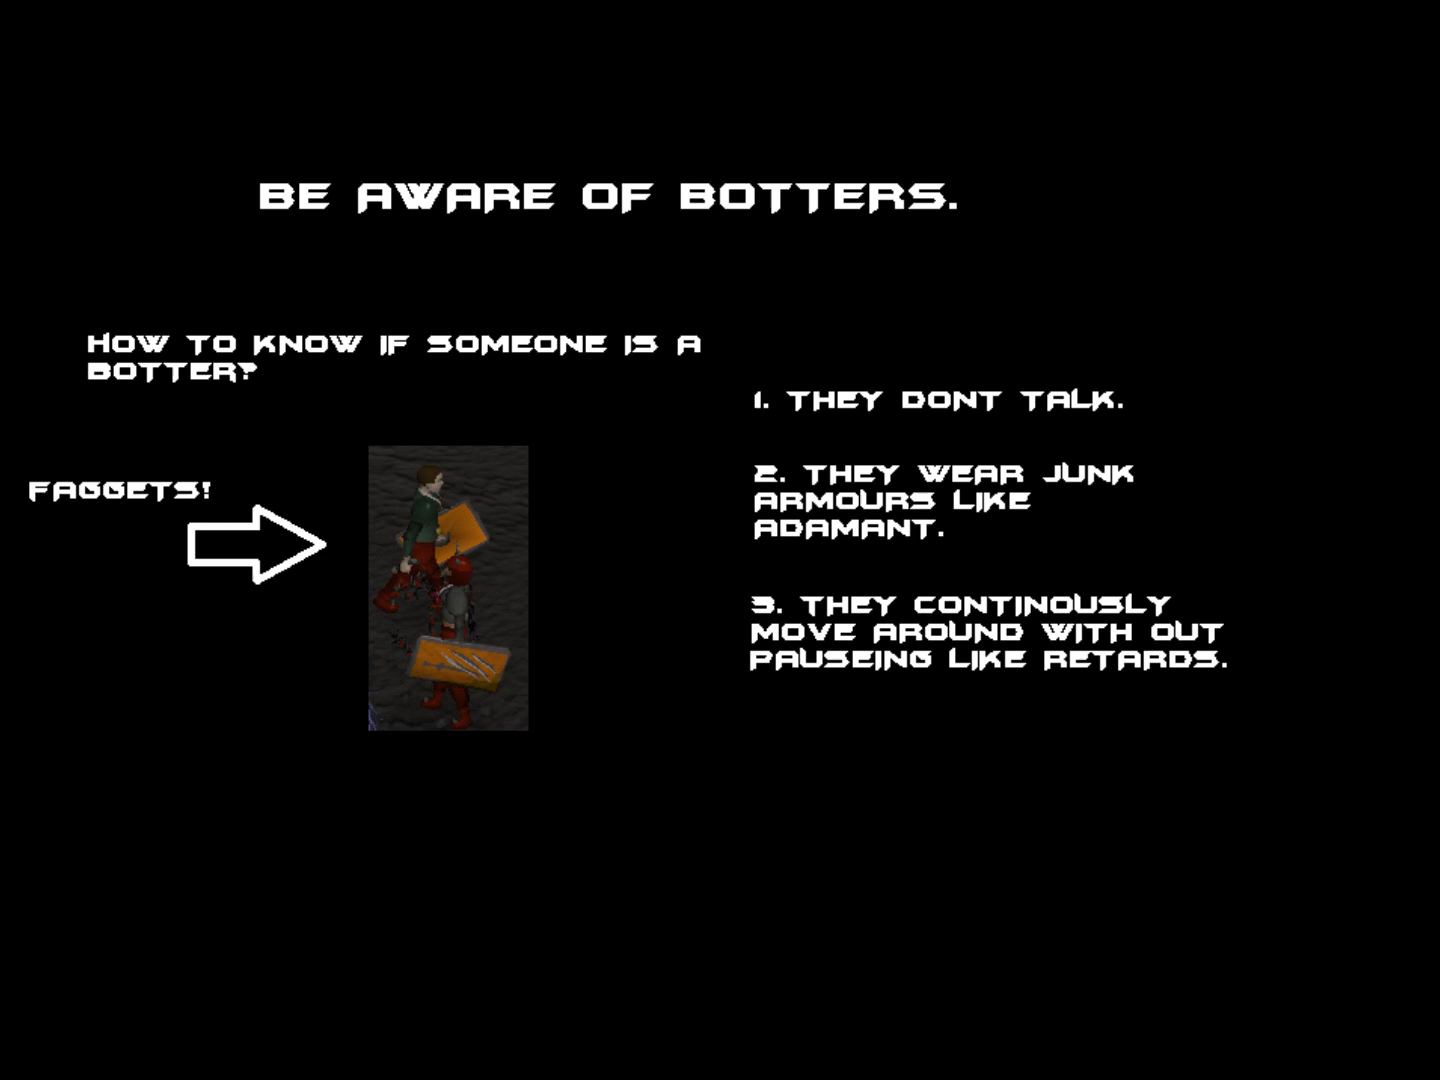 BE AWARE OF BOTTERS.
HOW TO KNOW IF SOMEONE IS A
BOTTER?
1. THEY DONT TALK.
FAGGETS!
2. THEY WEAR JUNK
ARMOURS LIKE
ADAMANT.
3. THEY CONTINOUSLY
MOVE AROUND WITH OUT
PAUSEING LIKE RETARDS.